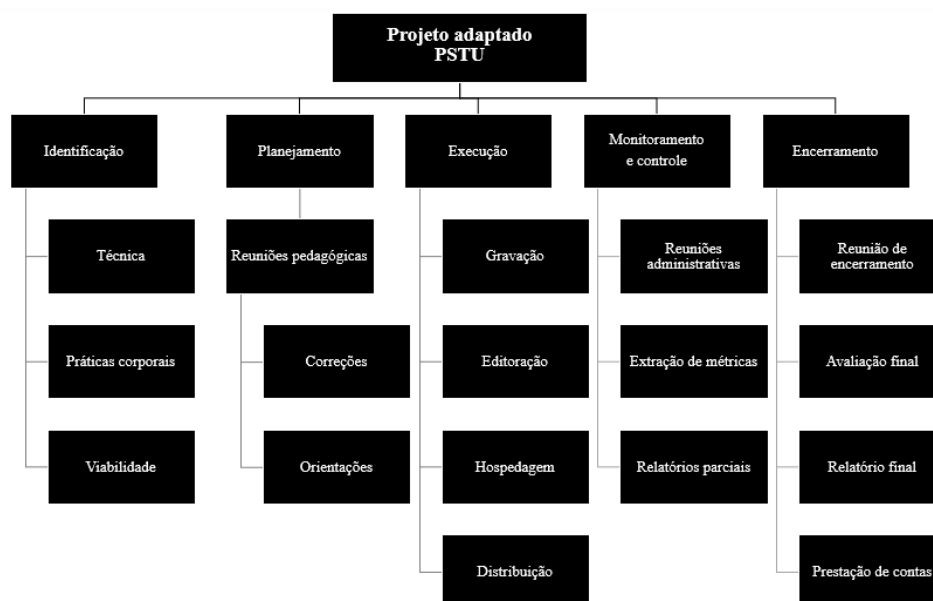 Projeto adaptado
PSTU
Identificação
Planejamento
Execução
Monitoramento
e controle
Encerramento
Técnica
Reuniões pedagógicas
Gravação
Reuniões
administrativas
Reunião de
encerramento
Práticas corporais
Correções
Editoração
Extração de métricas
Avaliação final
Viabilidade
Orientações
Hospedagem
Relatórios parciais
Relatório final
Distribuição
Prestação de contas